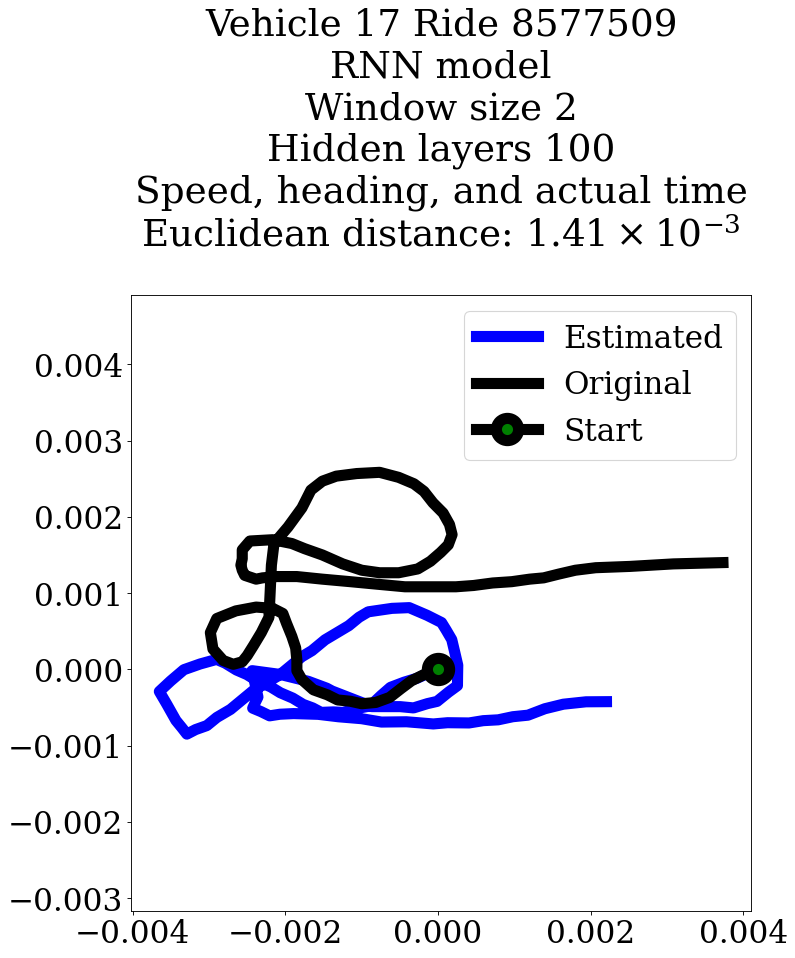 Vehicle 17 Ride 8577509
RNN model
Window size 2
Hidden layers 100
Speed, heading, and actual time
Euclidean distance: 1.41 × 10⁻³
Estimated
Original
Start
0.004
0.003
0.002
0.001
0.000
−0.001
−0.002
−0.003
−0.004 −0.002 0.000 0.002 0.004